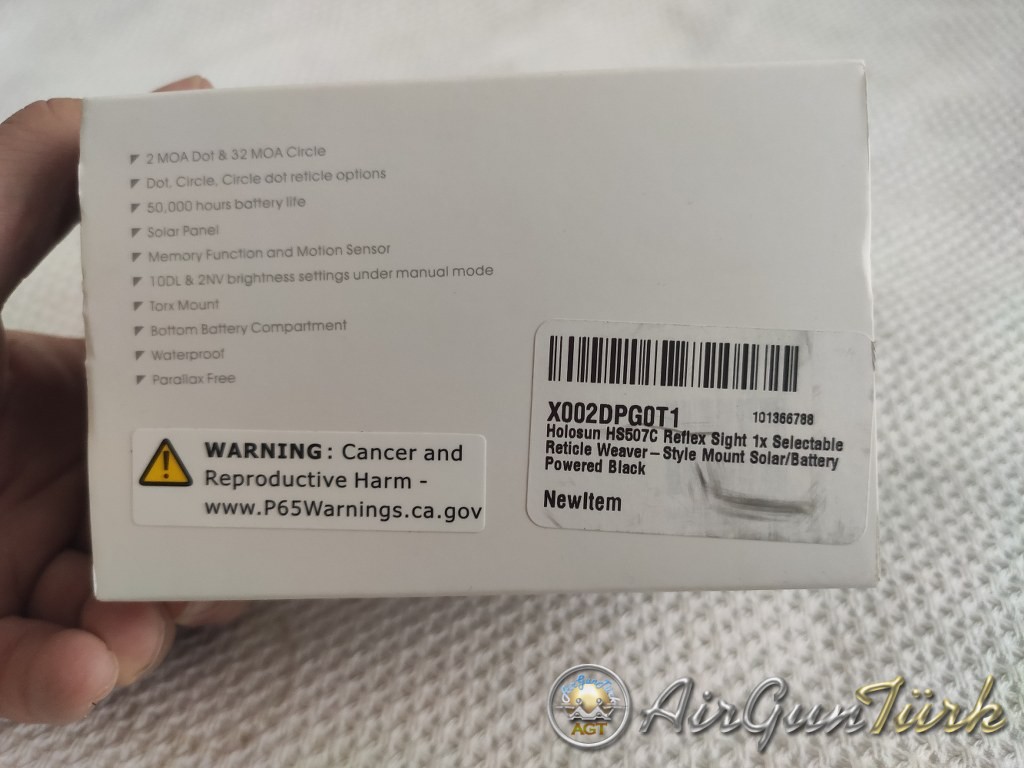 2 MOA Dot & 32 MOA Circle
Dot, Circle, Circle dot reticle options
50,000 hours battery life
Solar Panel
Memory Function and Motion Sensor
10DL & 2NV brightness settings under manual mode
Torx Mount
Bottom Battery Compartment
Waterproof
Parallax Free
WARNING: Cancer and
Reproductive Harm -
www.P65Warnings.ca.gov
X002DPG0T1 101366788
Holosun HS507C Reflex Sight 1x Selectable
Reticle Weaver-Style Mount Solar/Battery
Powered Black
NewItem
AirGunTürk
AGT
AirGunTürk